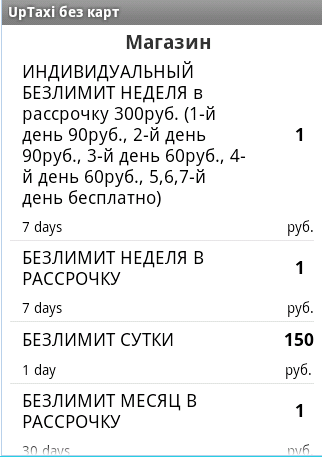 UpTaxi без карт
Магазин
ИНДИВИДУАЛЬНЫЙ
БЕЗЛИМИТ НЕДЕЛЯ в
рассрочку 300руб. (1-й
день 90руб., 2-й день
90руб., 3-й день 60руб., 4-
й день 60руб., 5,6,7-й
день бесплатно)
1
7 days руб.
БЕЗЛИМИТ НЕДЕЛЯ В
РАССРОЧКУ
1
7 days руб.
БЕЗЛИМИТ СУТКИ 150
1 day руб.
БЕЗЛИМИТ МЕСЯЦ В
РАССРОЧКУ
1
30 days руб.